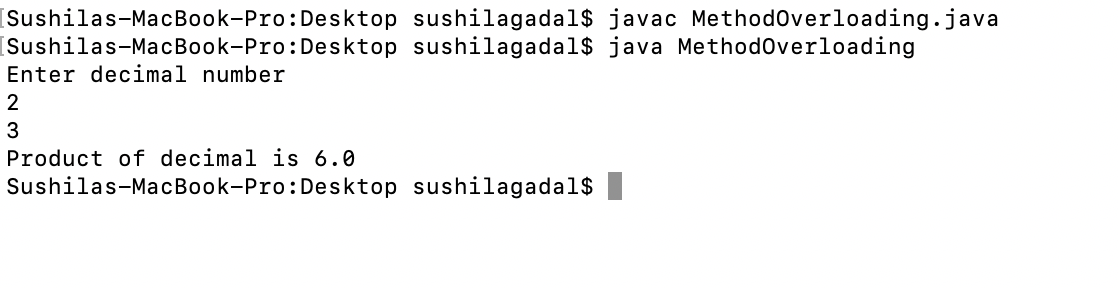 [Sushilas-MacBook-Pro:Desktop sushilagadal$ javac MethodOverloading.java
[Sushilas-MacBook-Pro:Desktop sushilagadal$ java MethodOverloading
Enter decimal number
2
3
Product of decimal is 6.0
Sushilas-MacBook-Pro:Desktop sushilagadal$